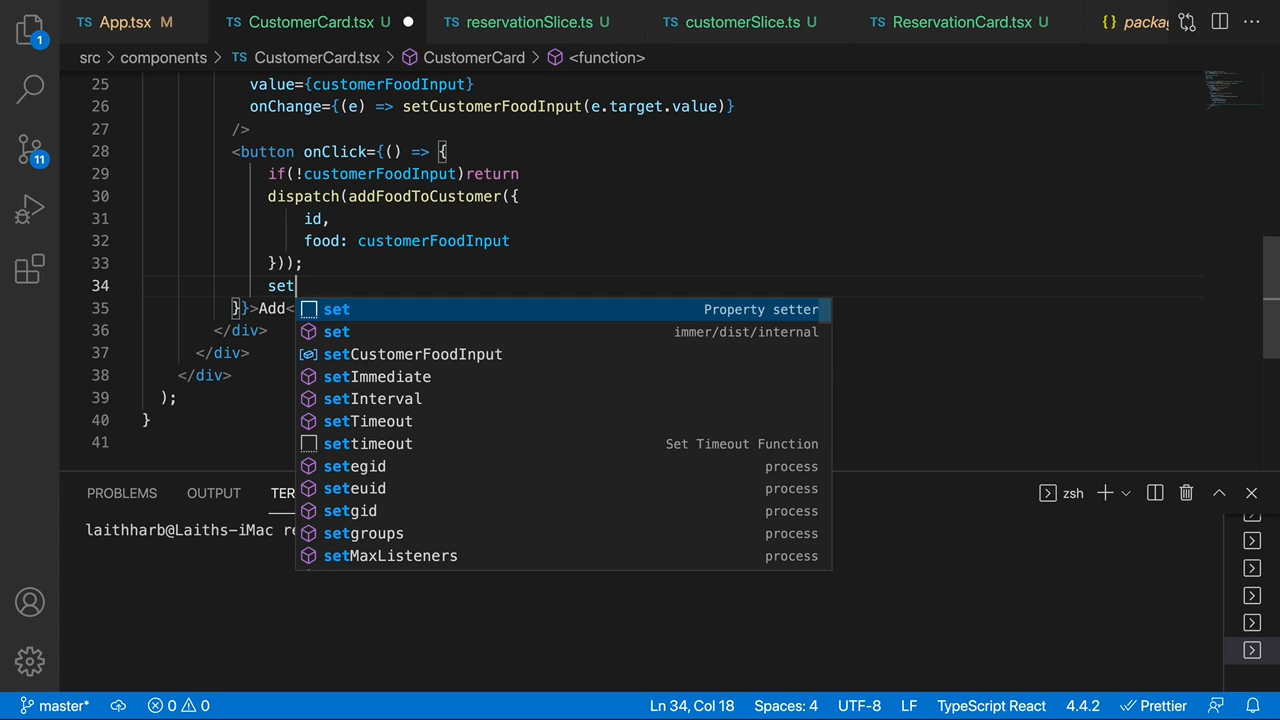 TS App.tsx M TS CustomerCard.tsx U TS reservationSlice.ts U TS customerSlice.ts U TS ReservationCard.tsx U {} packag
src > components > TS CustomerCard.tsx > CustomerCard > <function>
25 value={customerFoodInput}
26 onChange={(e) => setCustomerFoodInput(e.target.value)}
27 />
28 <button onClick={() => {
29 if(!customerFoodInput)return
30 dispatch(addFoodToCustomer({
31 id,
32 food: customerFoodInput
33 }));
34 set
35 }}>Add<
36 </div>
37 </div>
38 </div>
39 );
40 }
41
set Property setter
set immer/dist/internal
setCustomerFoodInput
setImmediate
setInterval
setTimeout
settimeout Set Timeout Function
setegid process
seteuid process
setgid process
setgroups process
setMaxListeners process
PROBLEMS OUTPUT TER zsh
laithharb@Laiths-iMac re
1
11
master* 0 0 Ln 34, Col 18 Spaces: 4 UTF-8 LF TypeScript React 4.4.2 Prettier